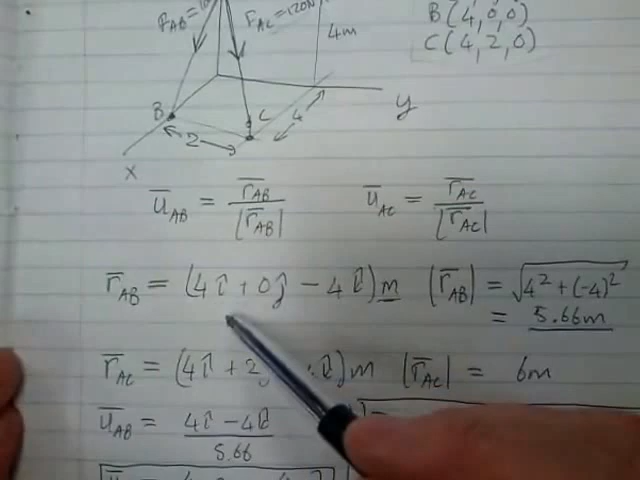 F_AC = 120N
4m
B(4,0,0)
C(4,2,0)
B
C
2
4
y
x
ū_AB = r̄_AB / |r̄_AB|    ū_AC = r̄_AC / |r̄_AC|
r̄_AB = (4î + 0ĵ − 4k̂)m    |r̄_AB| = √4² + (-4)²
= 5.66m
r̄_AC = (4î + 2 k̂)m    |r̄_AC| = 6m
ū_AB = 4î − 4k̂ / 5.66